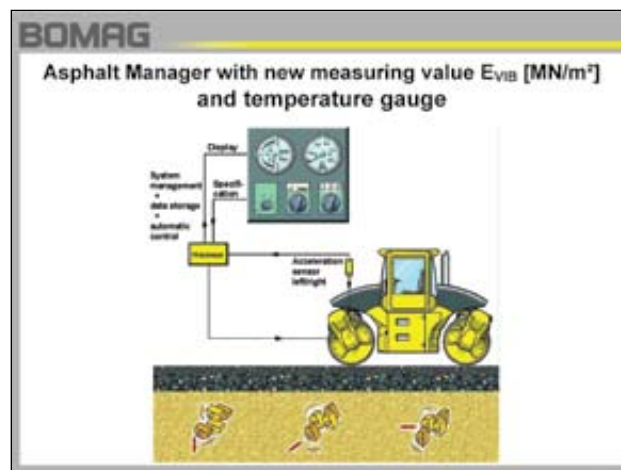 BOMAG
Asphalt Manager with new measuring value EVIB [MN/m²]
and temperature gauge
Display
System
management
+
data storage
+
automatic
control
Specifi-
cation
Processor
Acceleration
sensor
left/right